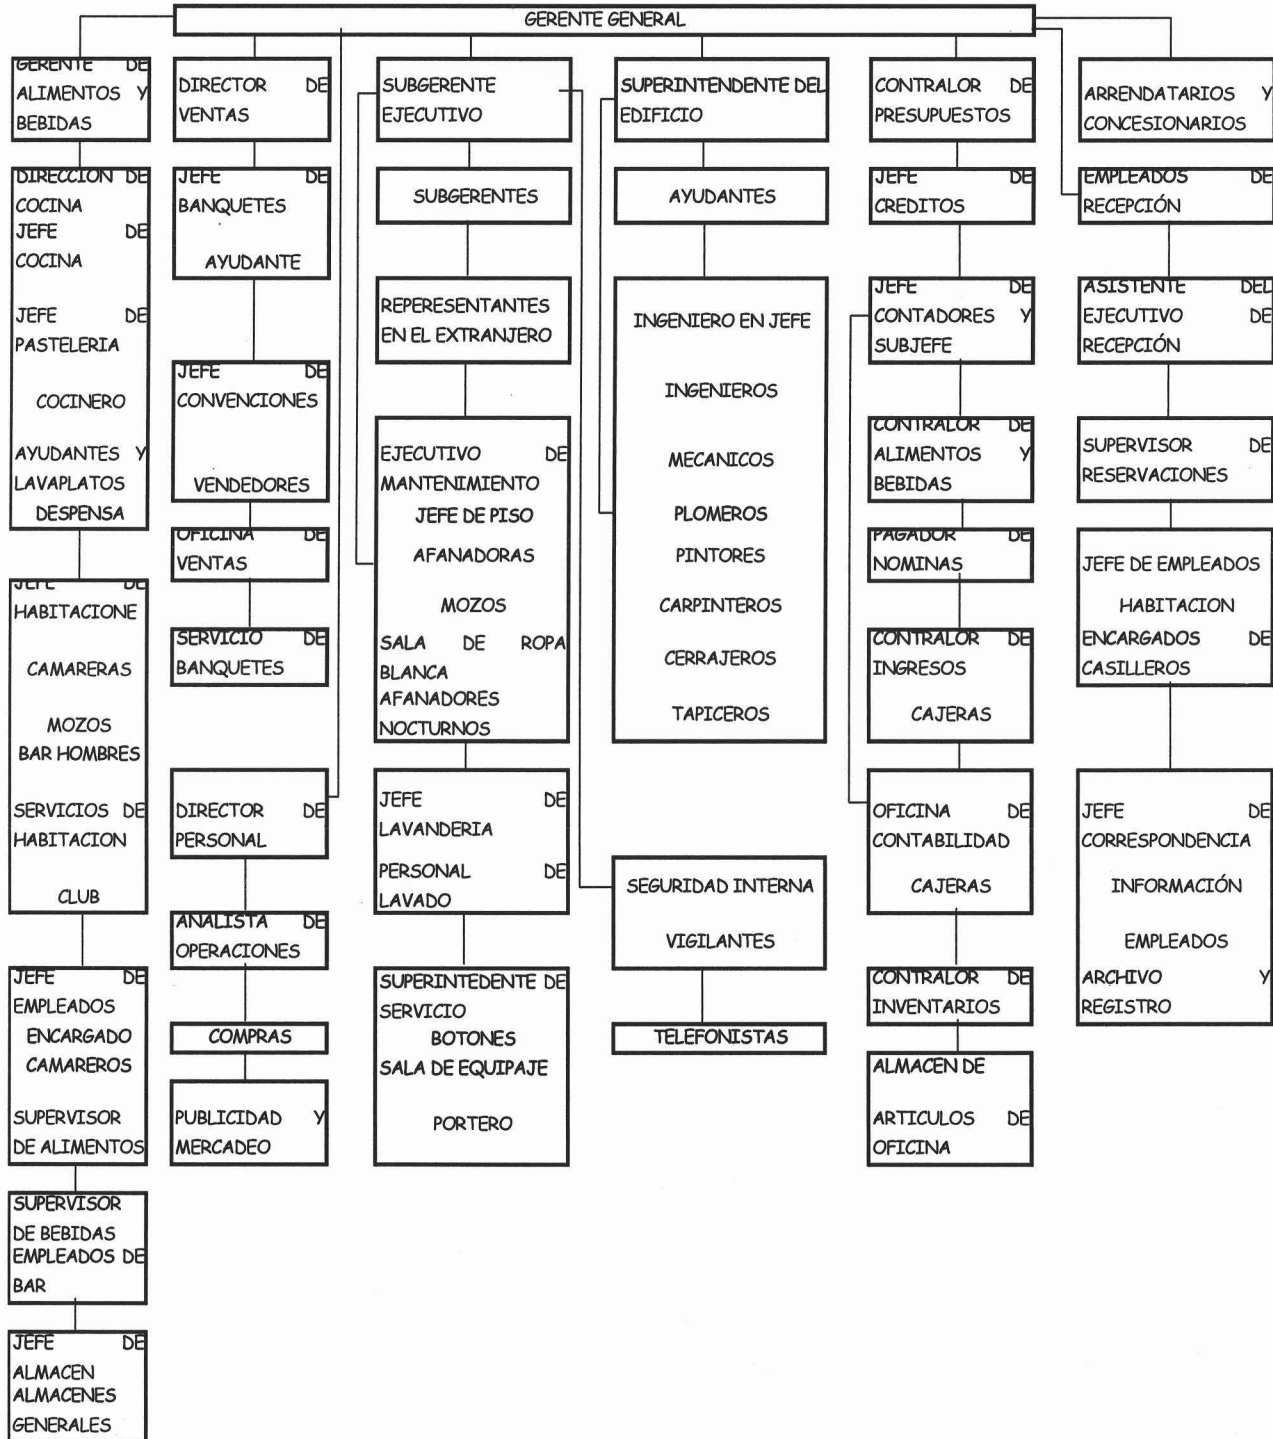 GERENTE GENERAL
GERENTE DE
ALIMENTOS Y
BEBIDAS
DIRECCION DE
COCINA
JEFE DE
COCINA
JEFE DE
PASTELERIA
COCINERO
AYUDANTES Y
LAVAPLATOS
DESPENSA
JEFE DE
HABITACIONE
CAMARERAS
MOZOS
BAR HOMBRES
SERVICIOS DE
HABITACION
CLUB
JEFE DE
EMPLEADOS
ENCARGADO
CAMAREROS
SUPERVISOR
DE ALIMENTOS
SUPERVISOR
DE BEBIDAS
EMPLEADOS DE
BAR
JEFE DE
ALMACEN
ALMACENES
GENERALES
DIRECTOR DE
VENTAS
JEFE DE
BANQUETES
AYUDANTE
JEFE DE
CONVENCIONES
VENDEDORES
OFICINA DE
VENTAS
SERVICIO DE
BANQUETES
DIRECTOR DE
PERSONAL
ANALISTA DE
OPERACIONES
COMPRAS
PUBLICIDAD Y
MERCADEO
SUBGERENTE
EJECUTIVO
SUBGERENTES
REPERESENTANTES
EN EL EXTRANJERO
EJECUTIVO DE
MANTENIMIENTO
JEFE DE PISO
AFANADORAS
MOZOS
SALA DE ROPA
BLANCA
AFANADORES
NOCTURNOS
JEFE DE
LAVANDERIA
PERSONAL DE
LAVADO
SUPERINTEDENTE DE
SERVICIO
BOTONES
SALA DE EQUIPAJE
PORTERO
SUPERINTENDENTE DEL
EDIFICIO
AYUDANTES
INGENIERO EN JEFE
INGENIEROS
MECANICOS
PLOMEROS
PINTORES
CARPINTEROS
CERRAJEROS
TAPICEROS
SEGURIDAD INTERNA
VIGILANTES
TELEFONISTAS
CONTRALOR DE
PRESUPUESTOS
JEFE DE
CREDITOS
JEFE DE
CONTADORES Y
SUBJEFE
CONTRALOR DE
ALIMENTOS Y
BEBIDAS
PAGADOR DE
NOMINAS
CONTRALOR DE
INGRESOS
CAJERAS
OFICINA DE
CONTABILIDAD
CAJERAS
CONTRALOR DE
INVENTARIOS
ALMACEN DE
ARTICULOS DE
OFICINA
ARRENDATARIOS Y
CONCESIONARIOS
EMPLEADOS DE
RECEPCIÓN
ASISTENTE DEL
EJECUTIVO DE
RECEPCIÓN
SUPERVISOR DE
RESERVACIONES
JEFE DE EMPLEADOS
HABITACION
ENCARGADOS DE
CASILLEROS
JEFE DE
CORRESPONDENCIA
INFORMACIÓN
EMPLEADOS
ARCHIVO Y
REGISTRO